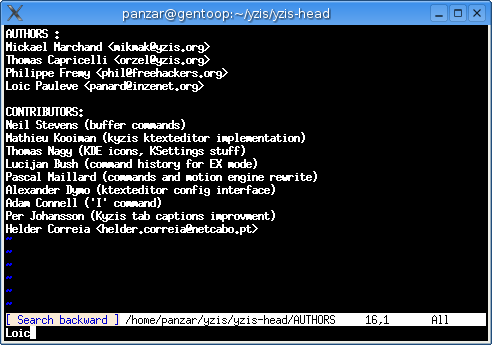 panzar@gentoop:~/yzis/yzis-head
AUTHORS :
Mickael Marchand <mikmak@yzis.org>
Thomas Capricelli <orzel@yzis.org>
Philippe Fremy <phil@freehackers.org>
Loic Pauleve <panard@inzenet.org>
CONTRIBUTORS:
Neil Stevens (buffer commands)
Mathieu Kooiman (kyzis ktexteditor implementation)
Thomas Nagy (KDE icons, KSettings stuff)
Lucijan Bush (command history for EX mode)
Pascal Maillard (commands and motion engine rewrite)
Alexander Dymo (ktexteditor config interface)
Adam Connell ('I' command)
Per Johansson (Kyzis tab captions improvment)
Helder Correia <helder.correia@netcabo.pt>
~
~
~
~
~
~
[ Search backward ] /home/panzar/yzis/yzis-head/AUTHORS 16,1 All
Loic